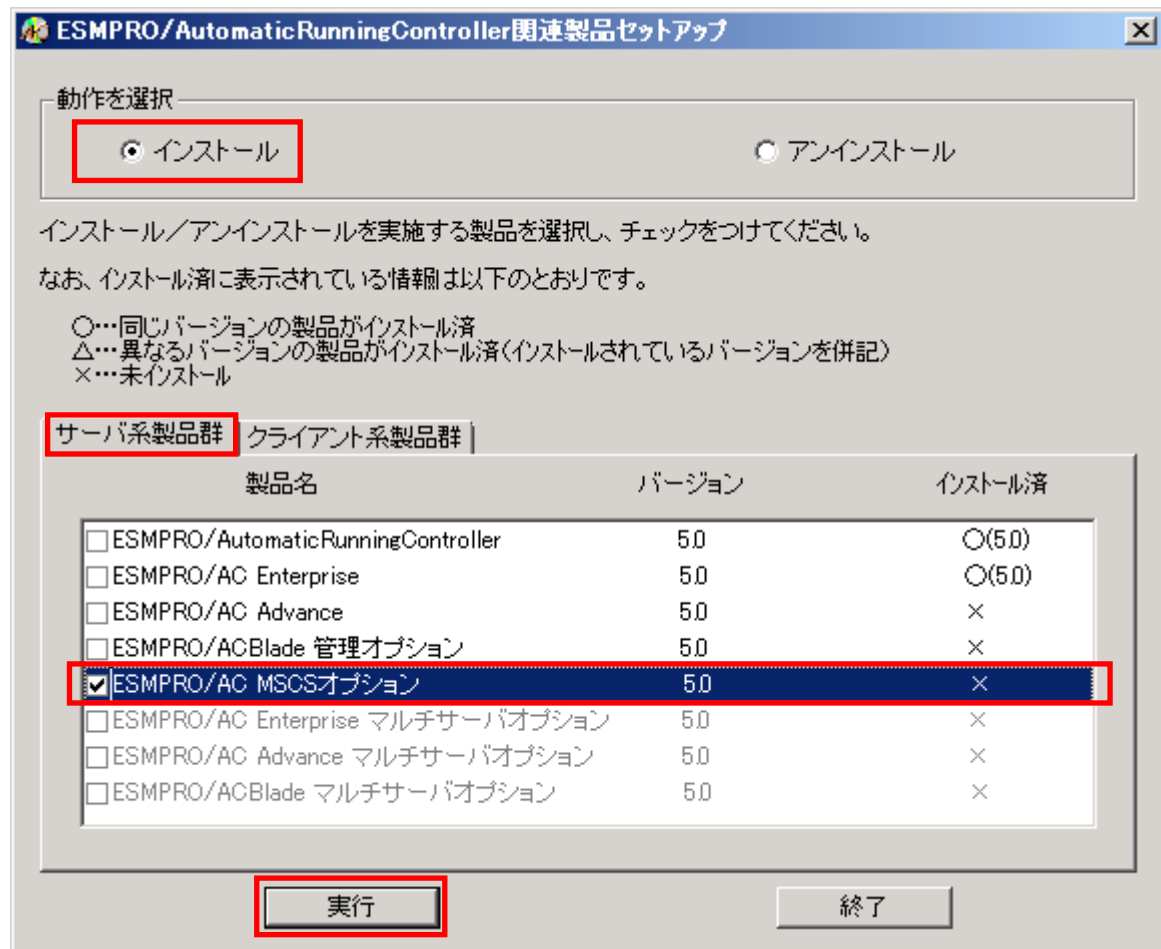 ESMPRO/AutomaticRunningController関連製品セットアップ
動作を選択
インストール
アンインストール
インストール／アンインストールを実施する製品を選択し、チェックをつけてください。
なお、インストール済に表示されている情報は以下のとおりです。
○…同じバージョンの製品がインストール済
△…異なるバージョンの製品がインストール済(インストールされているバージョンを併記)
×…未インストール
サーバ系製品群 クライアント系製品群
製品名 バージョン インストール済
ESMPRO/AutomaticRunningController 5.0 ○(5.0)
ESMPRO/AC Enterprise 5.0 ○(5.0)
ESMPRO/AC Advance 5.0 ×
ESMPRO/ACBlade 管理オプション 5.0 ×
ESMPRO/AC MSCSオプション 5.0 ×
ESMPRO/AC Enterprise マルチサーバオプション 5.0 ×
ESMPRO/AC Advance マルチサーバオプション 5.0 ×
ESMPRO/ACBlade マルチサーバオプション 5.0 ×
実行 終了